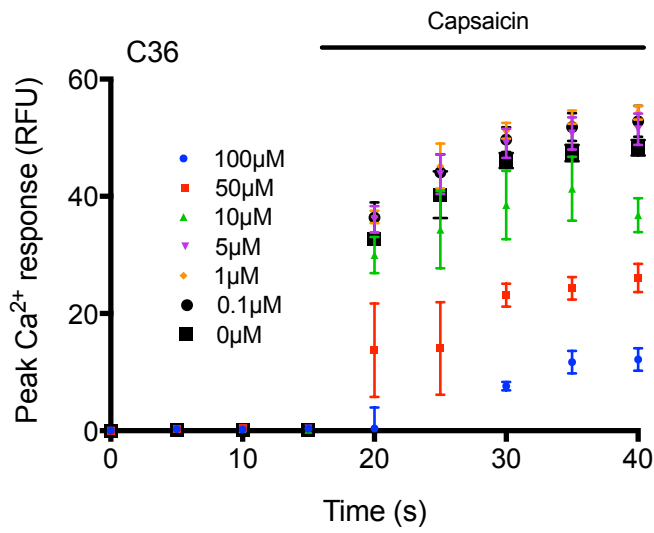 Capsaicin
C36
60
40
20
0
Peak Ca²⁺ response (RFU)
100µM
50µM
10µM
5µM
1µM
0.1µM
0µM
0 10 20 30 40
Time (s)